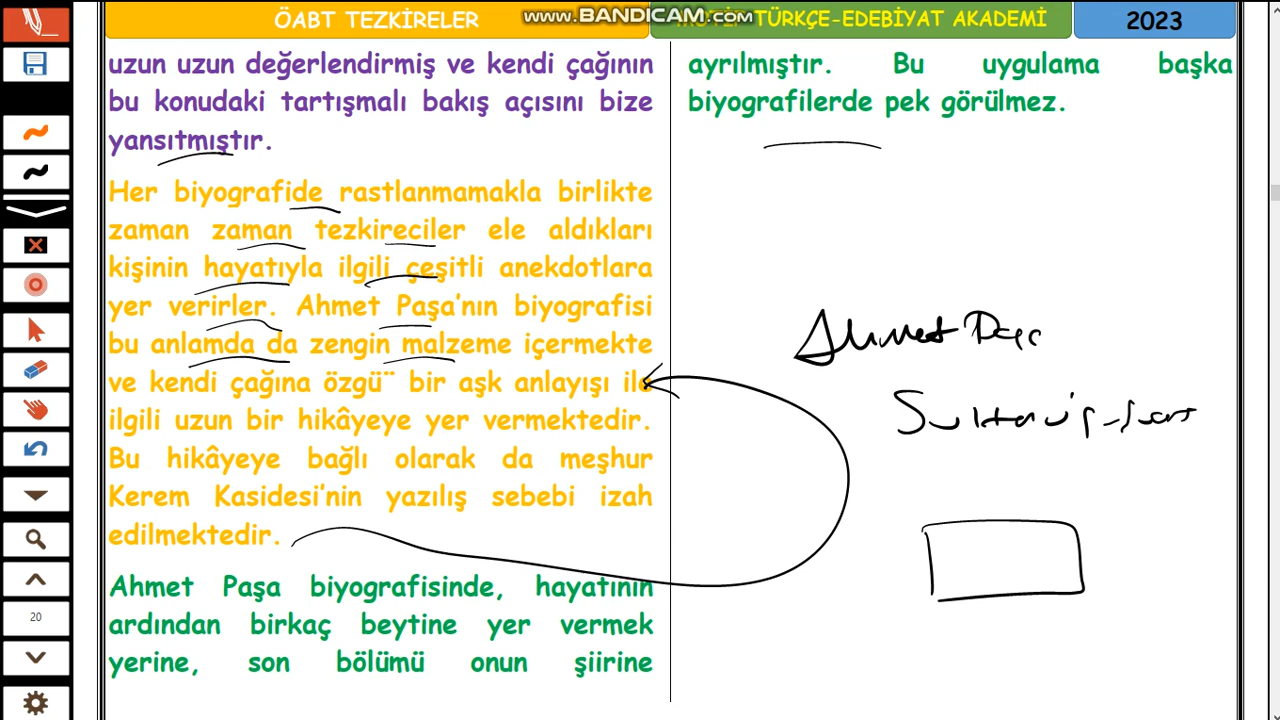 ÖABT TEZKİRELER
www.BANDICAM.com
TÜRKÇE-EDEBİYAT AKADEMİ
2023
uzun uzun değerlendirmiş ve kendi çağının
bu konudaki tartışmalı bakış açısını bize
yansıtmıştır.
Her biyografide rastlanmamakla birlikte
zaman zaman tezkireciler ele aldıkları
kişinin hayatıyla ilgili çeşitli anekdotlara
yer verirler. Ahmet Paşa’nın biyografisi
bu anlamda da zengin malzeme içermekte
ve kendi çağına özgü¨ bir aşk anlayışı ile
ilgili uzun bir hikâyeye yer vermektedir.
Bu hikâyeye bağlı olarak da meşhur
Kerem Kasidesi’nin yazılış sebebi izah
edilmektedir.
Ahmet Paşa biyografisinde, hayatının
ardından birkaç beytine yer vermek
yerine, son bölümü onun şiirine
ayrılmıştır. Bu uygulama başka
biyografilerde pek görülmez.
Ahmet Paşa
20